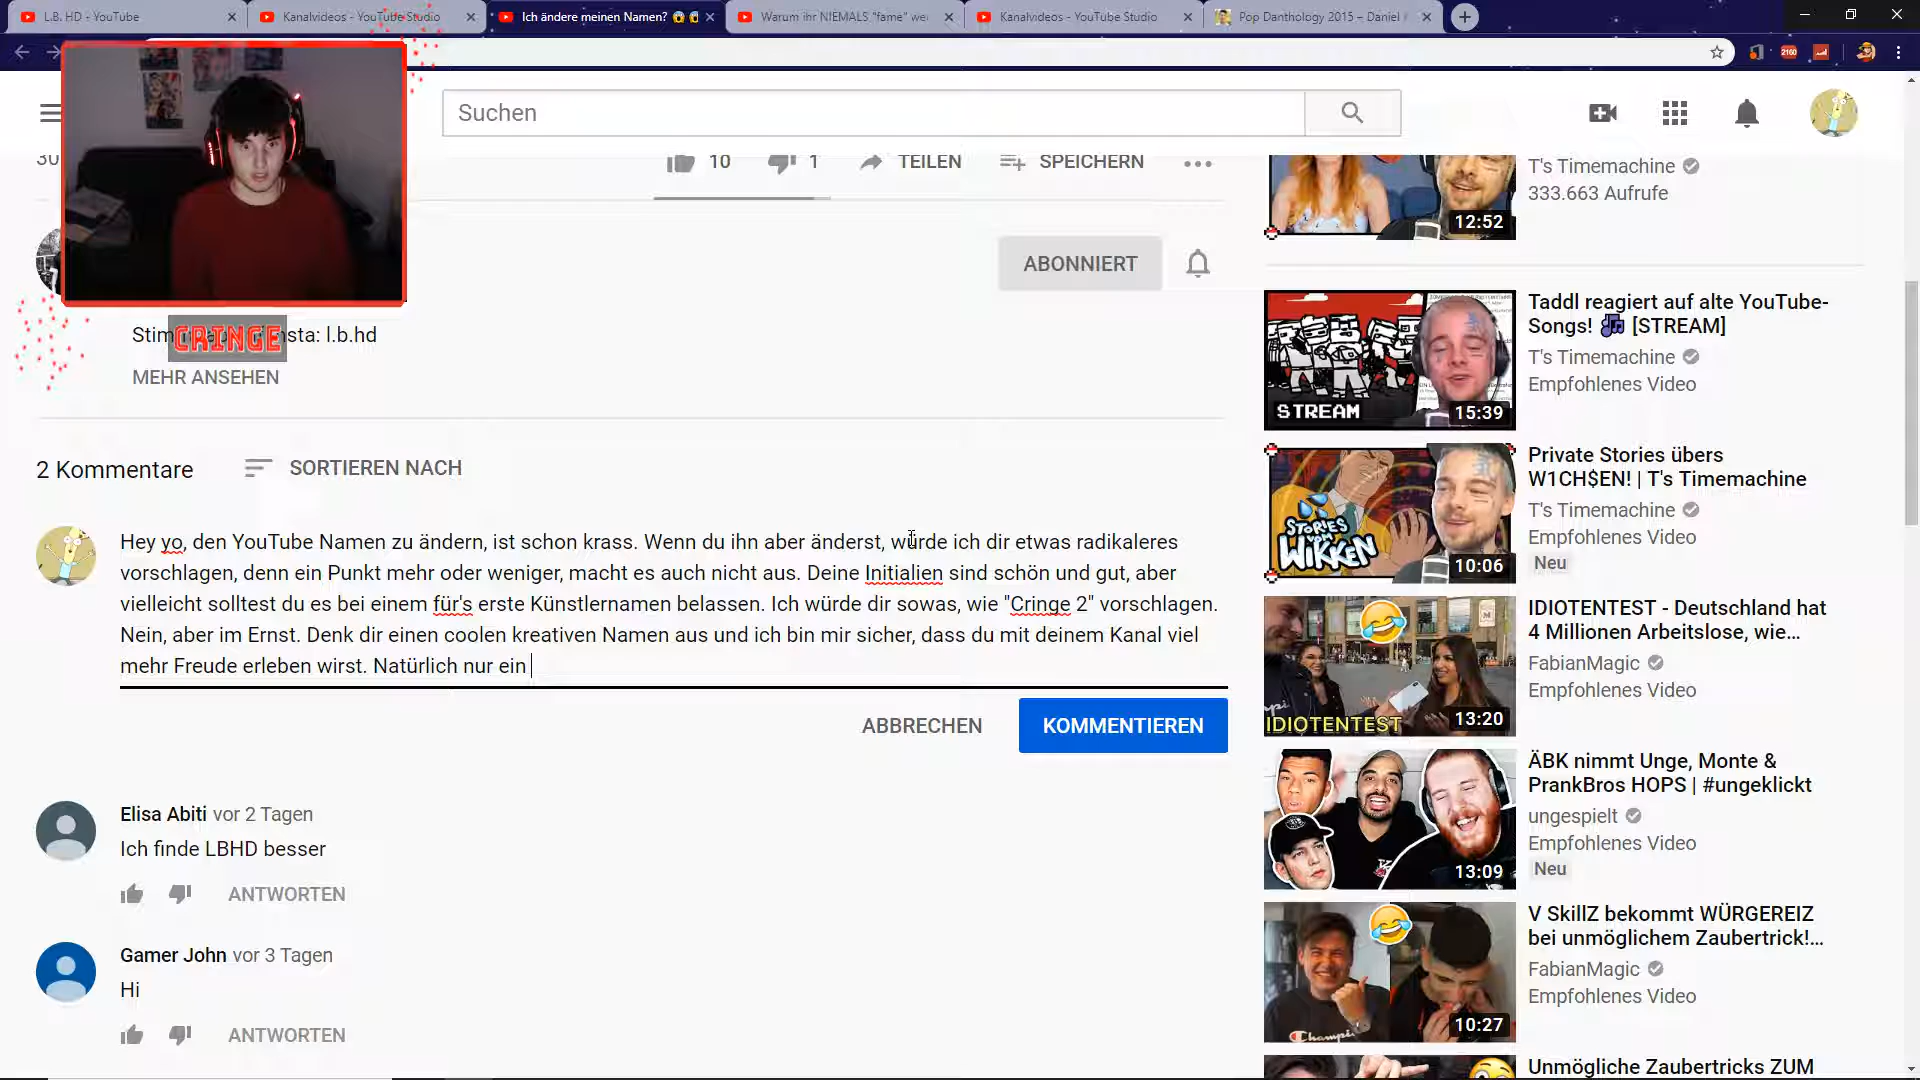 L.B. HD - YouTube
Kanalvideos - YouTube Studio
Ich ändere meinen Namen? 😱
Warum ihr NIEMALS "fame" we
Kanalvideos - YouTube Studio
Pop Danthology 2015 – Daniel
2160
Suchen
30
10
1
TEILEN
SPEICHERN
ABONNIERT
Stim
CRINGE
nsta: l.b.hd
MEHR ANSEHEN
2 Kommentare
SORTIEREN NACH
Hey yo, den YouTube Namen zu ändern, ist schon krass. Wenn du ihn aber änderst, würde ich dir etwas radikaleres
vorschlagen, denn ein Punkt mehr oder weniger, macht es auch nicht aus. Deine Initialien sind schön und gut, aber
vielleicht solltest du es bei einem für's erste Künstlernamen belassen. Ich würde dir sowas, wie "Cringe 2" vorschlagen.
Nein, aber im Ernst. Denk dir einen coolen kreativen Namen aus und ich bin mir sicher, dass du mit deinem Kanal viel
mehr Freude erleben wirst. Natürlich nur ein
ABBRECHEN
KOMMENTIEREN
Elisa Abiti vor 2 Tagen
Ich finde LBHD besser
ANTWORTEN
Gamer John vor 3 Tagen
Hi
ANTWORTEN
12:52
T's Timemachine
333.663 Aufrufe
STREAM
15:39
Taddl reagiert auf alte YouTube-
Songs! 🎶 [STREAM]
T's Timemachine
Empfohlenes Video
STORIES
VOM
WiKKEN
10:06
Private Stories übers
W1CH$EN! | T's Timemachine
T's Timemachine
Empfohlenes Video
Neu
IDIOTENTEST
13:20
IDIOTENTEST - Deutschland hat
4 Millionen Arbeitslose, wie...
FabianMagic
Empfohlenes Video
13:09
ÄBK nimmt Unge, Monte &
PrankBros HOPS | #ungeklickt
ungespielt
Empfohlenes Video
Neu
Champi
10:27
V SkillZ bekommt WÜRGEREIZ
bei unmöglichem Zaubertrick!...
FabianMagic
Empfohlenes Video
Unmögliche Zaubertricks ZUM